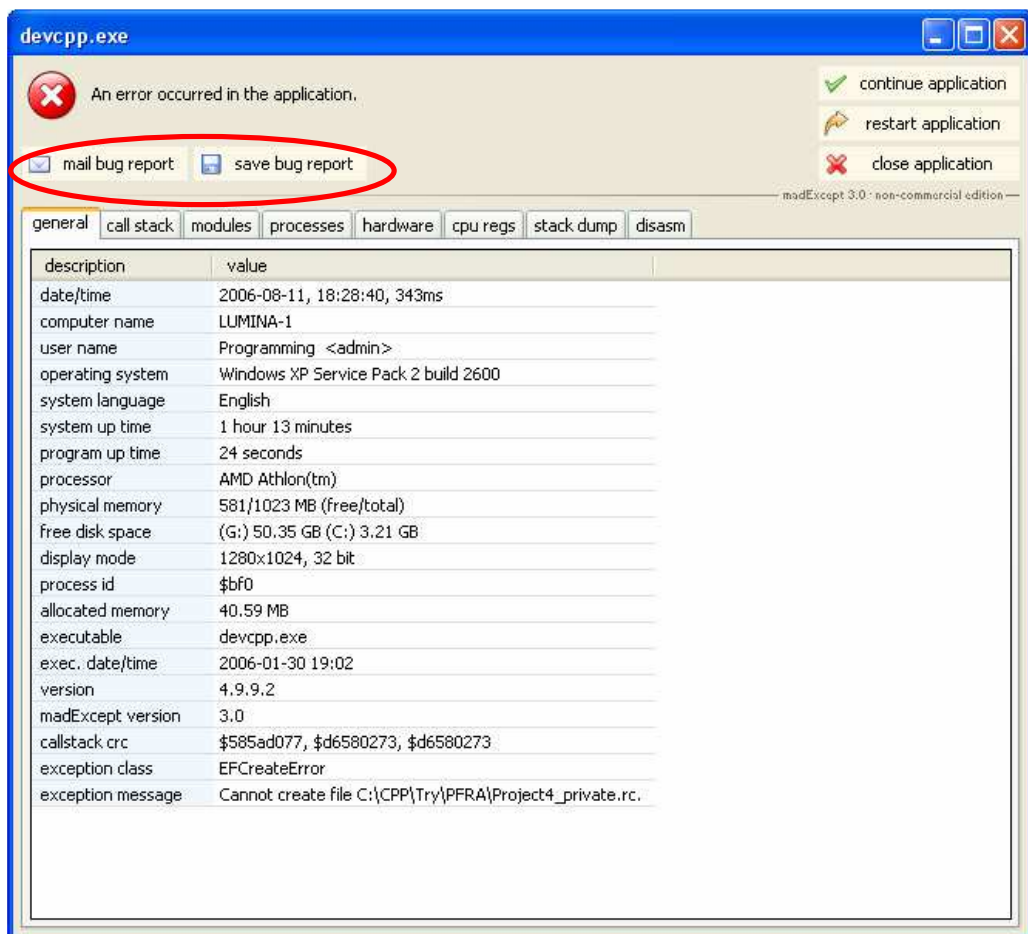 devcpp.exe
An error occurred in the application.
continue application
restart application
close application
mail bug report save bug report
madExcept 3.0 · non-commercial edition
general call stack modules processes hardware cpu regs stack dump disasm
description value
date/time 2006-08-11, 18:28:40, 343ms
computer name LUMINA-1
user name Programming <admin>
operating system Windows XP Service Pack 2 build 2600
system language English
system up time 1 hour 13 minutes
program up time 24 seconds
processor AMD Athlon(tm)
physical memory 581/1023 MB (free/total)
free disk space (G:) 50.35 GB (C:) 3.21 GB
display mode 1280x1024, 32 bit
process id $bf0
allocated memory 40.59 MB
executable devcpp.exe
exec. date/time 2006-01-30 19:02
version 4.9.9.2
madExcept version 3.0
callstack crc $585ad077, $d6580273, $d6580273
exception class EFCreateError
exception message Cannot create file C:\CPP\Try\PFRA\Project4_private.rc.